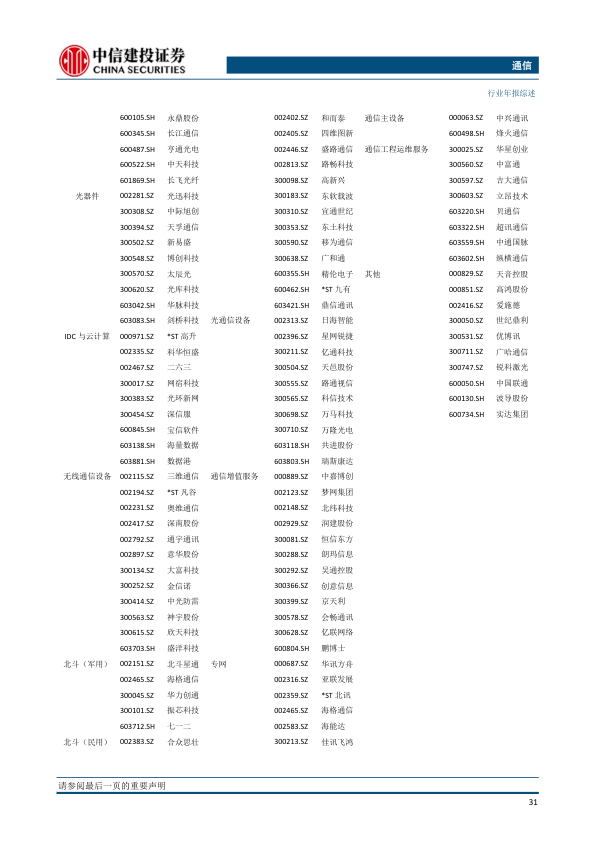 中信建投证券
CHINA SECURITIES
通信
行业年报综述
600105.SH 永鼎股份 002402.SZ 和而泰 通信主设备 000063.SZ 中兴通讯
600345.SH 长江通信 002405.SZ 四维图新 600498.SH 烽火通信
600487.SH 亨通光电 002446.SZ 盛路通信 通信工程运维服务 300025.SZ 华星创业
600522.SH 中天科技 002813.SZ 路畅科技 300560.SZ 中富通
601869.SH 长飞光纤 300098.SZ 高新兴 300597.SZ 吉大通信
光器件 002281.SZ 光迅科技 300183.SZ 东软载波 300603.SZ 立昂技术
300308.SZ 中际旭创 300310.SZ 宜通世纪 603220.SH 贝通信
300394.SZ 天孚通信 300353.SZ 东土科技 603322.SH 超讯通信
300502.SZ 新易盛 300590.SZ 移为通信 603559.SH 中通国脉
300548.SZ 博创科技 300638.SZ 广和通 603602.SH 纵横通信
300570.SZ 太辰光 600355.SH 精伦电子 其他 000829.SZ 天音控股
300620.SZ 光库科技 600462.SH *ST 九有 000851.SZ 高鸿股份
603042.SH 华脉科技 603421.SH 鼎信通讯 002416.SZ 爱施德
603083.SH 剑桥科技 光通信设备 002313.SZ 日海智能 300050.SZ 世纪鼎利
IDC 与云计算 000971.SZ *ST 高升 002396.SZ 星网锐捷 300531.SZ 优博讯
002335.SZ 科华恒盛 300211.SZ 亿通科技 300711.SZ 广哈通信
002467.SZ 二六三 300504.SZ 天邑股份 300747.SZ 锐科激光
300017.SZ 网宿科技 300555.SZ 路通视信 600050.SH 中国联通
300383.SZ 光环新网 300565.SZ 科信技术 600130.SH 波导股份
300454.SZ 深信服 300698.SZ 万马科技 600734.SH 实达集团
600845.SH 宝信软件 300710.SZ 万隆光电
603138.SH 海量数据 603118.SH 共进股份
603881.SH 数据港 603803.SH 瑞斯康达
无线通信设备 002115.SZ 三维通信 通信增值服务 000889.SZ 中嘉博创
002194.SZ *ST 凡谷 002123.SZ 梦网集团
002231.SZ 奥维通信 002148.SZ 北纬科技
002417.SZ 深南股份 002929.SZ 润建股份
002792.SZ 通宇通讯 300081.SZ 恒信东方
002897.SZ 意华股份 300288.SZ 朗玛信息
300134.SZ 大富科技 300292.SZ 吴通控股
300252.SZ 金信诺 300366.SZ 创意信息
300414.SZ 中光防雷 300399.SZ 京天利
300563.SZ 神宇股份 300578.SZ 会畅通讯
300615.SZ 欣天科技 300628.SZ 亿联网络
603703.SH 盛洋科技 600804.SH 鹏博士
北斗（军用） 002151.SZ 北斗星通 专网 000687.SZ 华讯方舟
002465.SZ 海格通信 002316.SZ 亚联发展
300045.SZ 华力创通 002359.SZ *ST 北讯
300101.SZ 振芯科技 002465.SZ 海格通信
603712.SH 七一二 002583.SZ 海能达
北斗（民用） 002383.SZ 合众思壮 300213.SZ 佳讯飞鸿
请参阅最后一页的重要声明
31